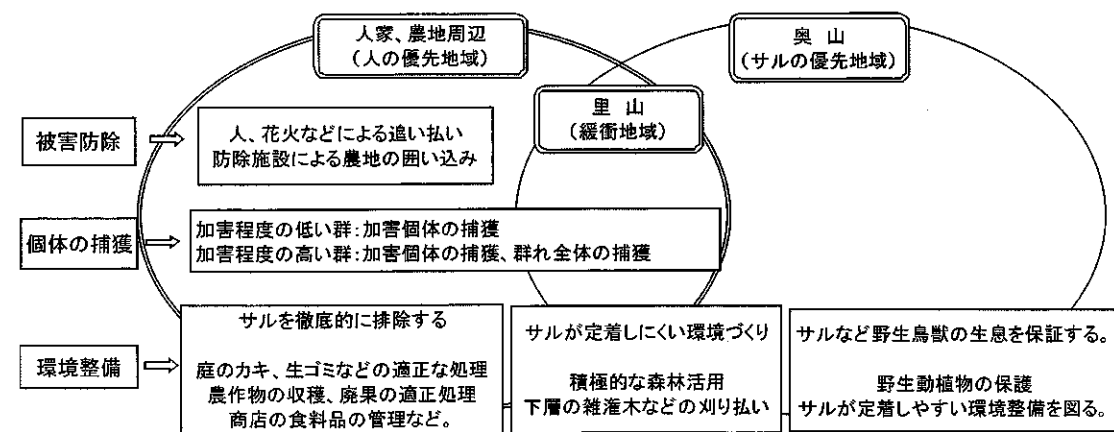 人家、農地周辺
（人の優先地域）
奥 山
（サルの優先地域）
里 山
（緩衝地域）
被害防除
人、花火などによる追い払い
防除施設による農地の囲い込み
個体の捕獲
加害程度の低い群：加害個体の捕獲
加害程度の高い群：加害個体の捕獲、群れ全体の捕獲
環境整備
サルを徹底的に排除する
庭のカキ、生ゴミなどの適正な処理
農作物の収穫、廃果の適正処理
商店の食料品の管理など。
サルが定着しにくい環境づくり
積極的な森林活用
下層の雑灌木などの刈り払い
サルなど野生鳥獣の生息を保証する。
野生動植物の保護
サルが定着しやすい環境整備を図る。